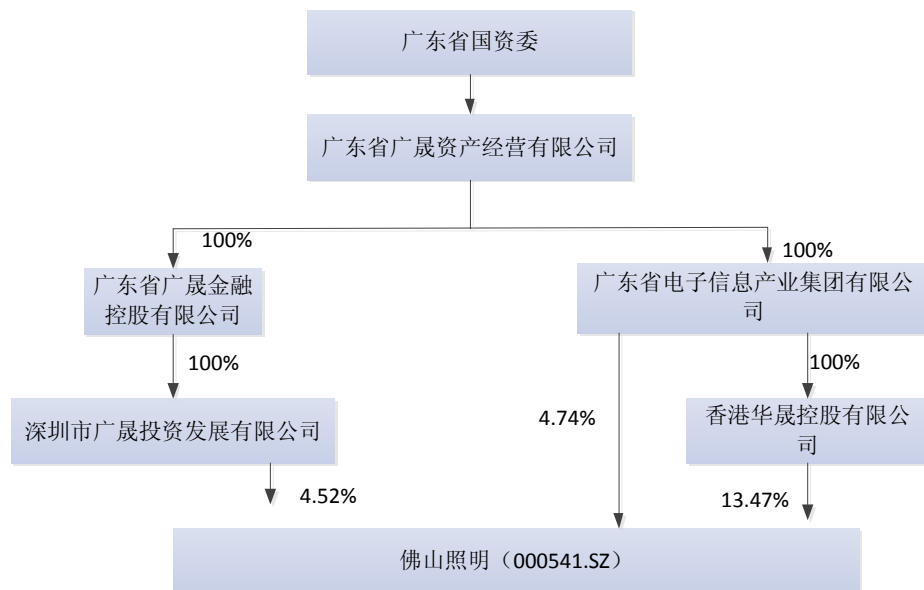 广东省国资委
广东省广晟资产经营有限公司
100%
100%
广东省广晟金融
控股有限公司
广东省电子信息产业集团有限公
司
100%
100%
深圳市广晟投资发展有限公司
4.74%
香港华晟控股有限公
司
4.52%
13.47%
佛山照明（000541.SZ）